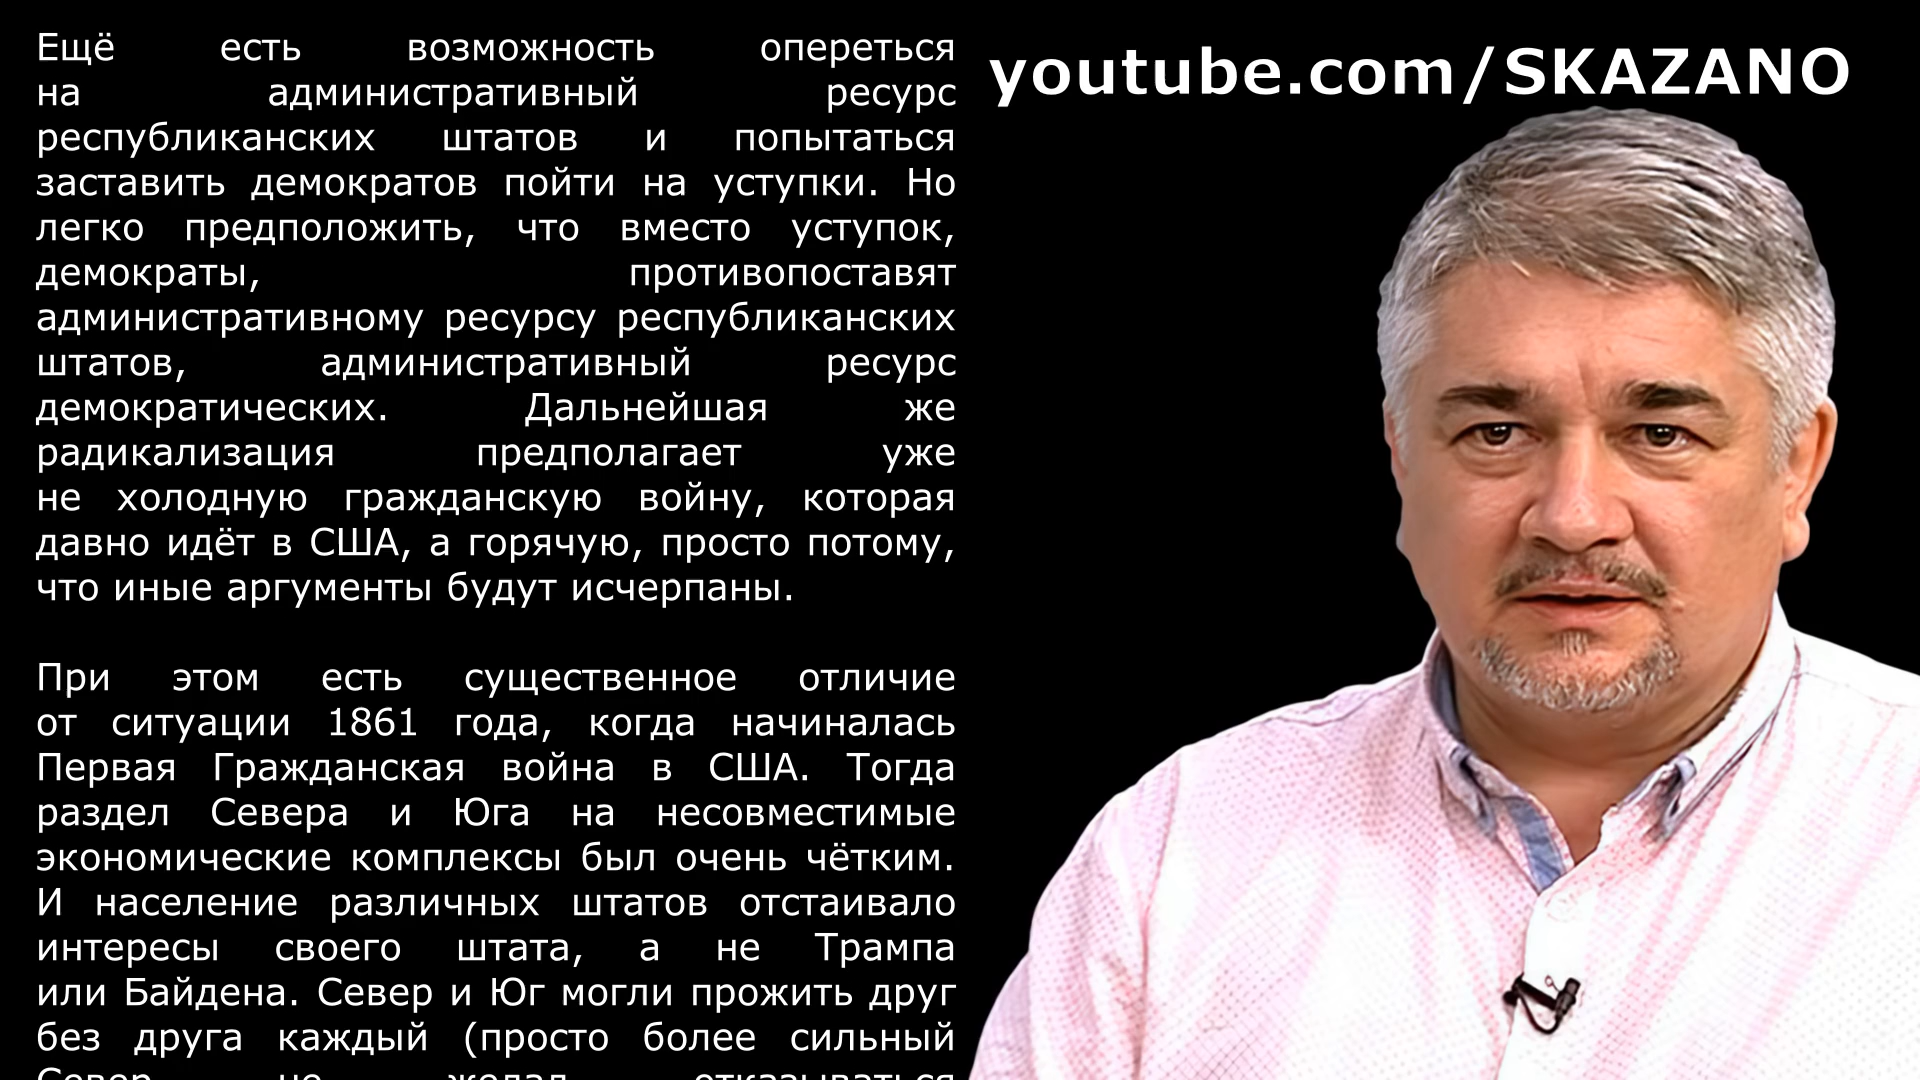 Ещё есть возможность опереться
на административный ресурс
республиканских штатов и попытаться
заставить демократов пойти на уступки. Но
легко предположить, что вместо уступок,
демократы, противопоставят
административному ресурсу республиканских
штатов, административный ресурс
демократических. Дальнейшая же
радикализация предполагает уже
не холодную гражданскую войну, которая
давно идёт в США, а горячую, просто потому,
что иные аргументы будут исчерпаны.
При этом есть существенное отличие
от ситуации 1861 года, когда начиналась
Первая Гражданская война в США. Тогда
раздел Севера и Юга на несовместимые
экономические комплексы был очень чётким.
И население различных штатов отстаивало
интересы своего штата, а не Трампа
или Байдена. Север и Юг могли прожить друг
без друга каждый (просто более сильный
Север не желал отказываться
youtube.com/SKAZANO